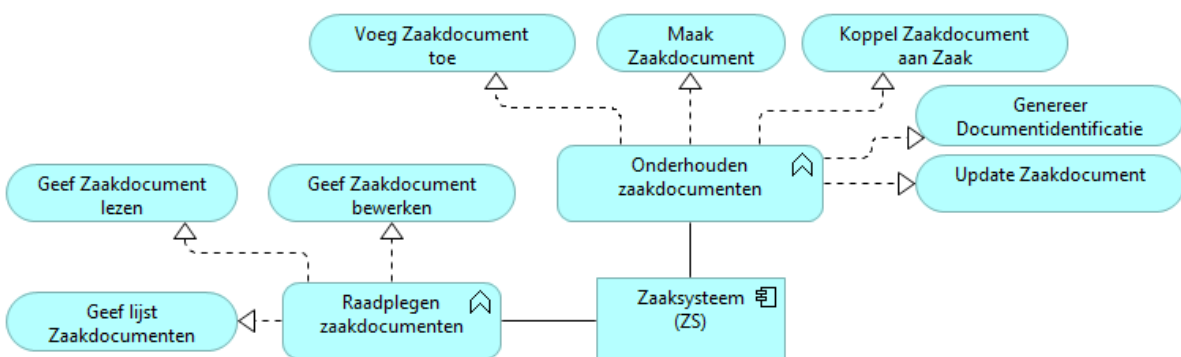 Voeg Zaakdocument
toe
Maak
Zaakdocument
Koppel Zaakdocument
aan Zaak
Genereer
Documentidentificatie
Onderhouden
zaakdocumenten
Update Zaakdocument
Geef Zaakdocument
lezen
Geef Zaakdocument
bewerken
Geef lijst
Zaakdocumenten
Raadplegen
zaakdocumenten
Zaaksysteem
(ZS)